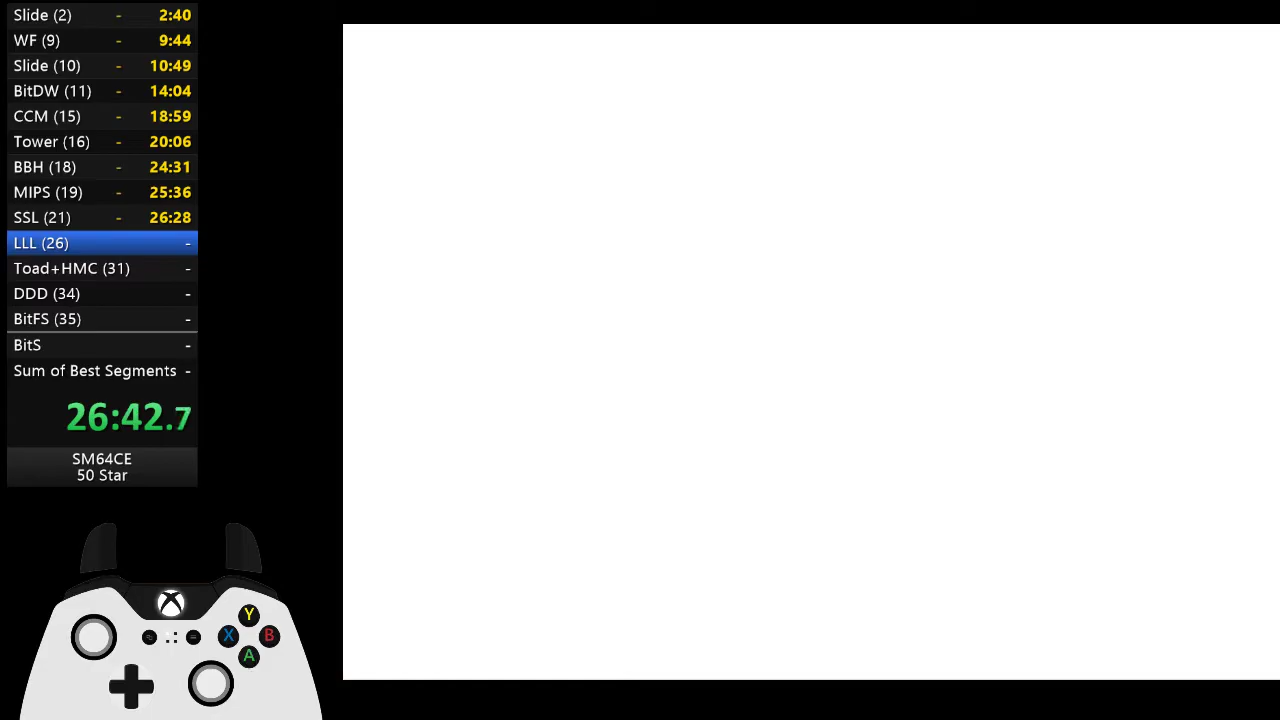 Slide (2) - 2:40
WF (9) - 9:44
Slide (10) - 10:49
BitDW (11) - 14:04
CCM (15) - 18:59
Tower (16) - 20:06
BBH (18) - 24:31
MIPS (19) - 25:36
SSL (21) - 26:28
LLL (26) -
Toad+HMC (31) -
DDD (34) -
BitFS (35) -
BitS -
Sum of Best Segments -
26:42.7
SM64CE
50 Star
Y
X B
A